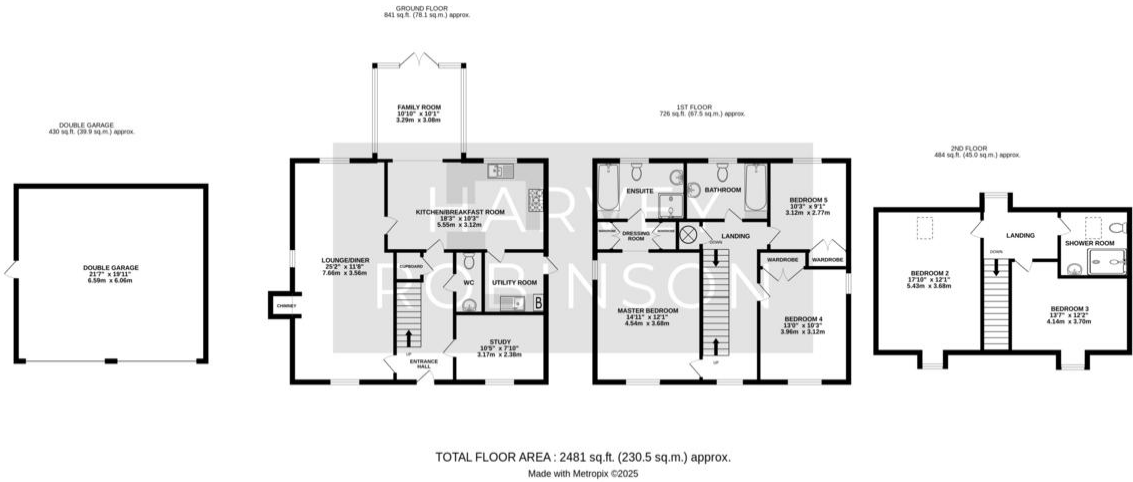 GROUND FLOOR
841 sq.ft. (78.1 sq.m.) approx.
DOUBLE GARAGE
430 sq.ft. (39.9 sq.m.) approx.
1ST FLOOR
726 sq.ft. (67.5 sq.m.) approx.
2ND FLOOR
484 sq.ft. (45.0 sq.m.) approx.
DOUBLE GARAGE
21'7" x 19'11"
6.59m x 6.06m
FAMILY ROOM
10'10" x 10'1"
3.29m x 3.08m
KITCHEN/BREAKFAST ROOM
18'3" x 10'3"
5.55m x 3.12m
LOUNGE/DINER
25'2" x 11'8"
7.66m x 3.56m
CUPBOARD
WC
UTILITY ROOM
B
CHIMNEY
STUDY
10'5" x 7'10"
3.17m x 2.38m
UP
ENTRANCE
HALL
ENSUITE
BATHROOM
BEDROOM 5
10'3" x 9'1"
3.12m x 2.77m
DRESSING
ROOM
LANDING
DOWN
WARDROBE
WARDROBE
MASTER BEDROOM
14'11" x 12'1"
4.54m x 3.68m
BEDROOM 4
13'0" x 10'3"
3.96m x 3.12m
UP
LANDING
SHOWER ROOM
DOWN
BEDROOM 2
17'10" x 12'1"
5.43m x 3.68m
BEDROOM 3
13'7" x 12'2"
4.14m x 3.70m
HARVEY
ROBINSON
TOTAL FLOOR AREA : 2481 sq.ft. (230.5 sq.m.) approx.
Made with Metropix ©2025